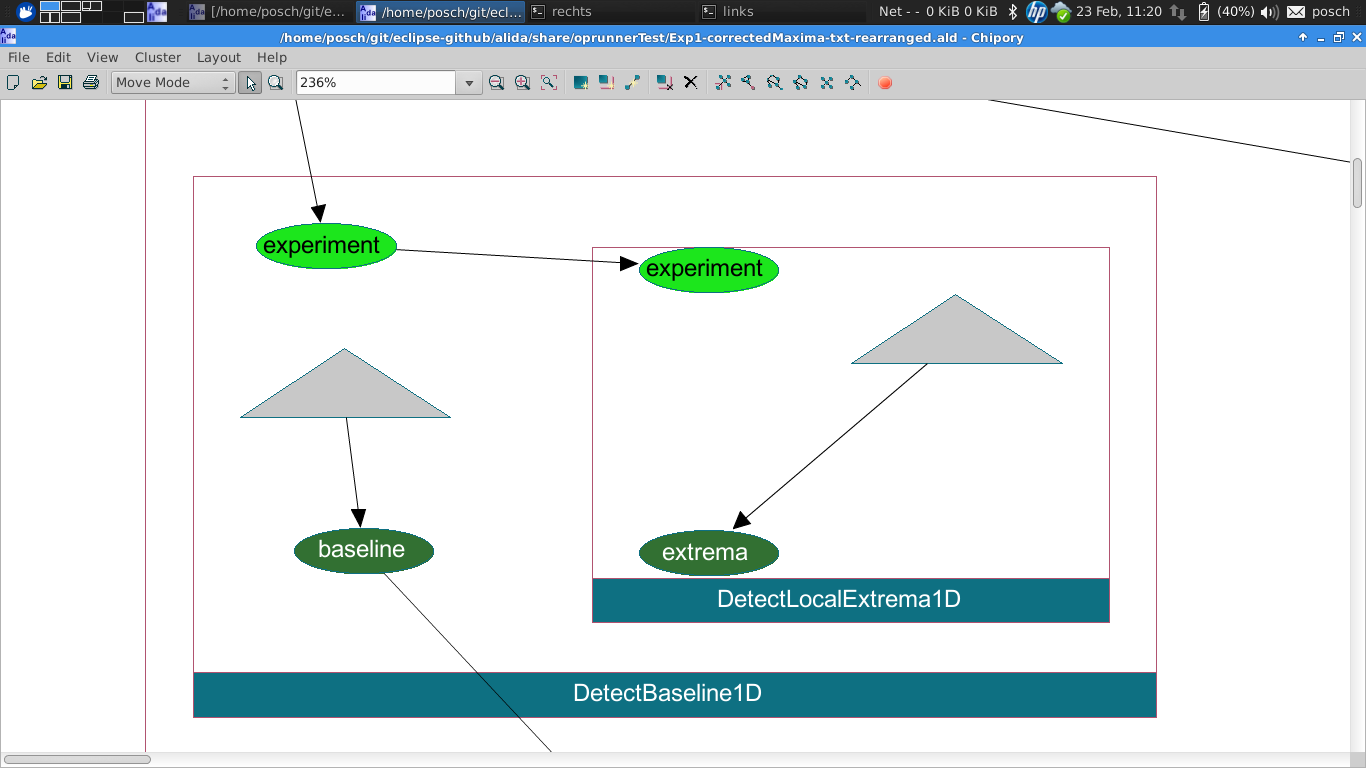 [/home/posch/git/e... /home/posch/git/ecl... rechts links Net - - 0 KiB 0 KiB 23 Feb, 11:20 (40%) posch
/home/posch/git/eclipse-github/alida/share/oprunnerTest/Exp1-correctedMaxima-txt-rearranged.ald - Chipory
File Edit View Cluster Layout Help
Move Mode 236%
experiment
experiment
baseline
extrema
DetectLocalExtrema1D
DetectBaseline1D